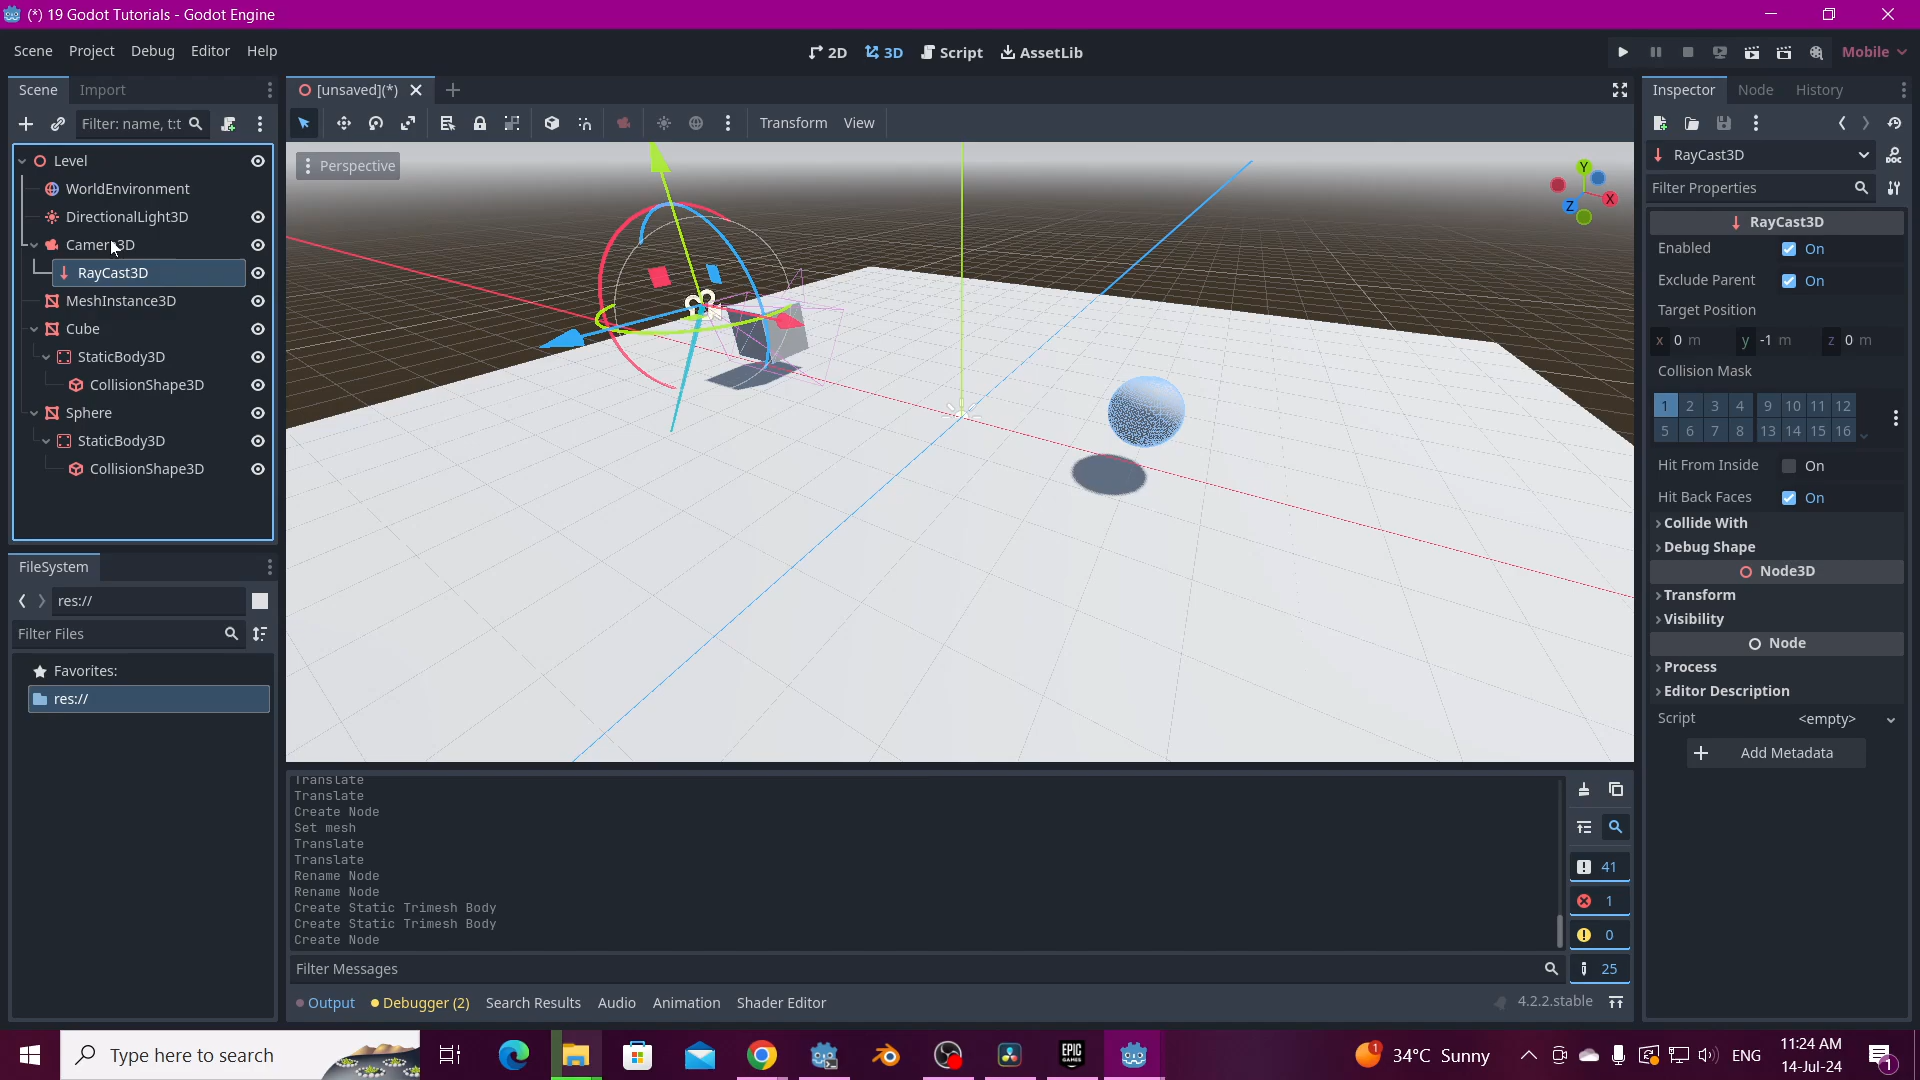 (*) 19 Godot Tutorials - Godot Engine
Scene Project Debug Editor Help
2D 3D Script AssetLib
Mobile
Scene Import
[unsaved](*)
Inspector Node History
Filter: name, t:t
Transform View
Level
Perspective
RayCast3D
Y
X
Z
WorldEnvironment
Filter Properties
DirectionalLight3D
RayCast3D
Camera3D
Enabled On
RayCast3D
Exclude Parent On
MeshInstance3D
Target Position
Cube
x 0 m y -1 m z 0 m
StaticBody3D
Collision Mask
CollisionShape3D
1 2 3 4 9 10 11 12
Sphere
5 6 7 8 13 14 15 16
StaticBody3D
Hit From Inside On
CollisionShape3D
Hit Back Faces On
Collide With
Debug Shape
FileSystem
Node3D
res://
Transform
Filter Files
Visibility
Node
Favorites:
Process
res://
Editor Description
Script <empty>
Add Metadata
Translate
Translate
Create Node
Set mesh
Translate
Translate
Rename Node
Rename Node
Create Static Trimesh Body
Create Static Trimesh Body
Create Node
41
1
0
25
Filter Messages
Output Debugger (2) Search Results Audio Animation Shader Editor
4.2.2.stable
Type here to search
EPIC
GAMES
34°C Sunny
ENG
11:24 AM
14-Jul-24
1